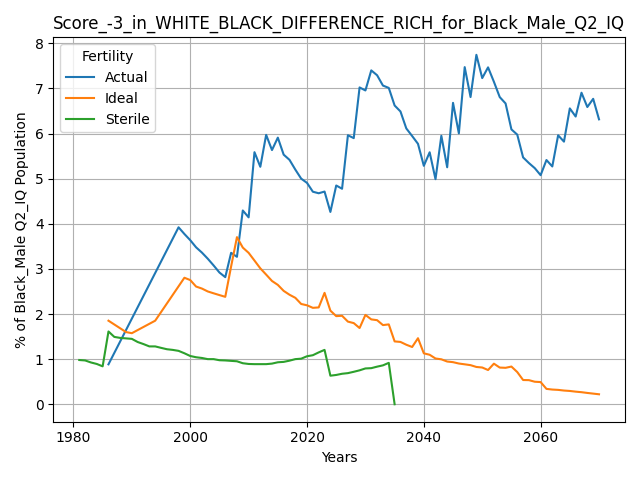 Score_-3_in_WHITE_BLACK_DIFFERENCE_RICH_for_Black_Male_Q2_IQ
Fertility
Actual
Ideal
Sterile
% of Black_Male Q2_IQ Population
8
7
6
5
4
3
2
1
0
1980
2000
2020
2040
2060
Years